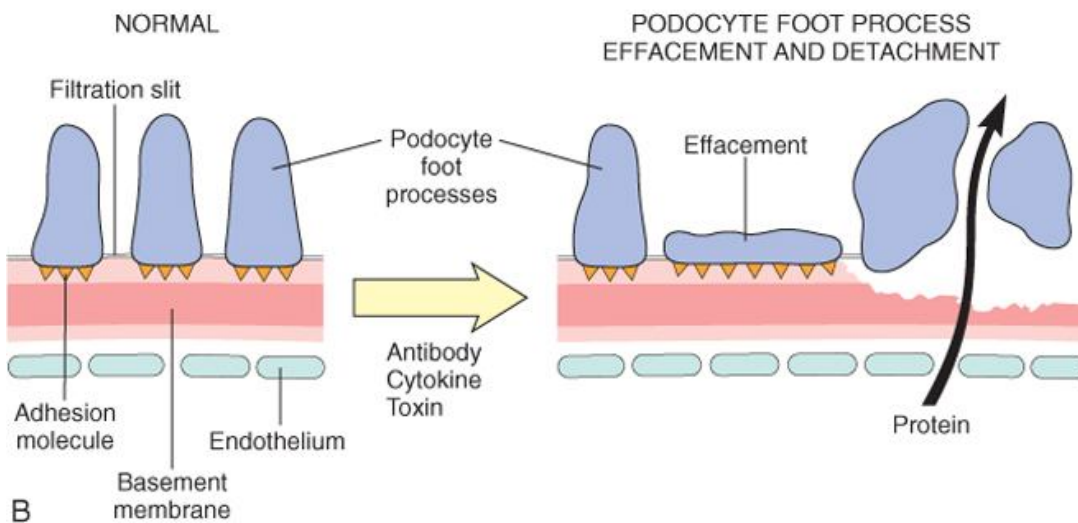 NORMAL
PODOCYTE FOOT PROCESS
EFFACEMENT AND DETACHMENT
Filtration slit
Podocyte
foot
processes
Effacement
Antibody
Cytokine
Toxin
Adhesion
molecule
Endothelium
Basement
membrane
Protein
B